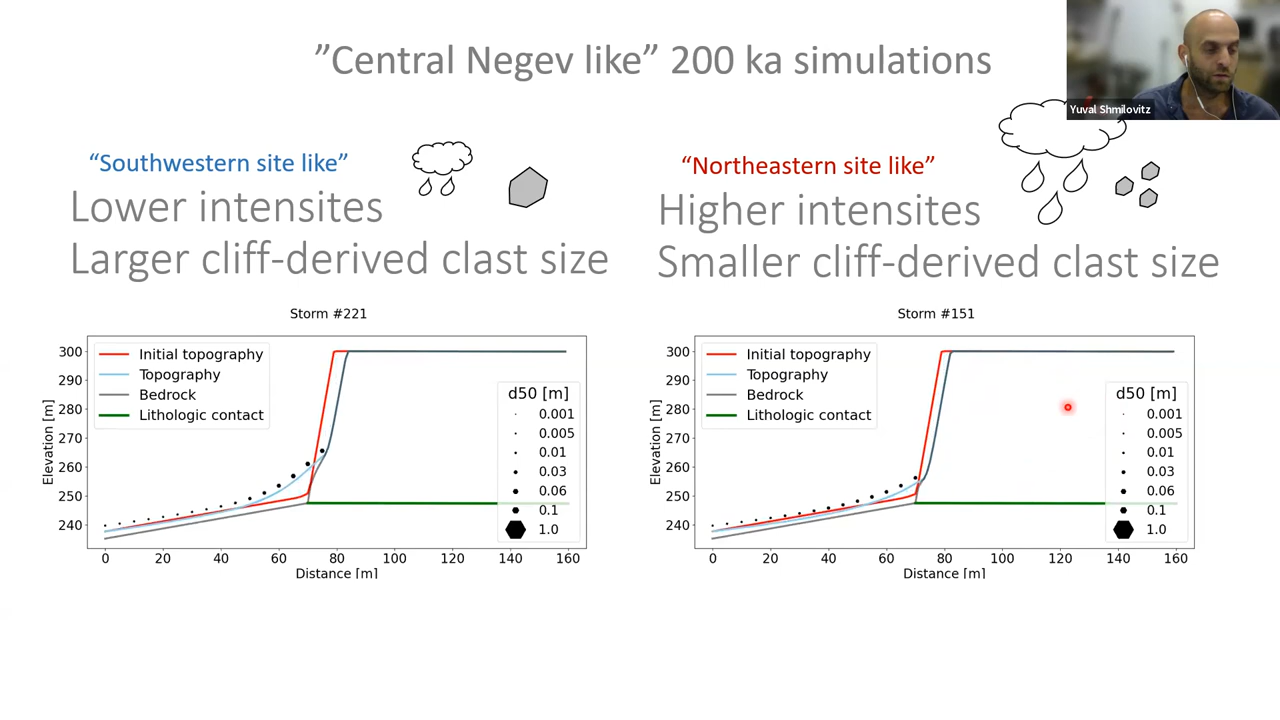 ”Central Negev like” 200 ka simulations
Yuval Shmilovitz
“Southwestern site like”
Lower intensites
Larger cliff-derived clast size
“Northeastern site like”
Higher intensites
Smaller cliff-derived clast size
Storm #221
Initial topography
Topography
Bedrock
Lithologic contact
d50 [m]
0.001
0.005
0.01
0.03
0.06
0.1
1.0
Elevation [m]
300
290
280
270
260
250
240
0 20 40 60 80 100 120 140 160
Distance [m]
Storm #151
Initial topography
Topography
Bedrock
Lithologic contact
d50 [m]
0.001
0.005
0.01
0.03
0.06
0.1
1.0
Elevation [m]
300
290
280
270
260
250
240
0 20 40 60 80 100 120 140 160
Distance [m]